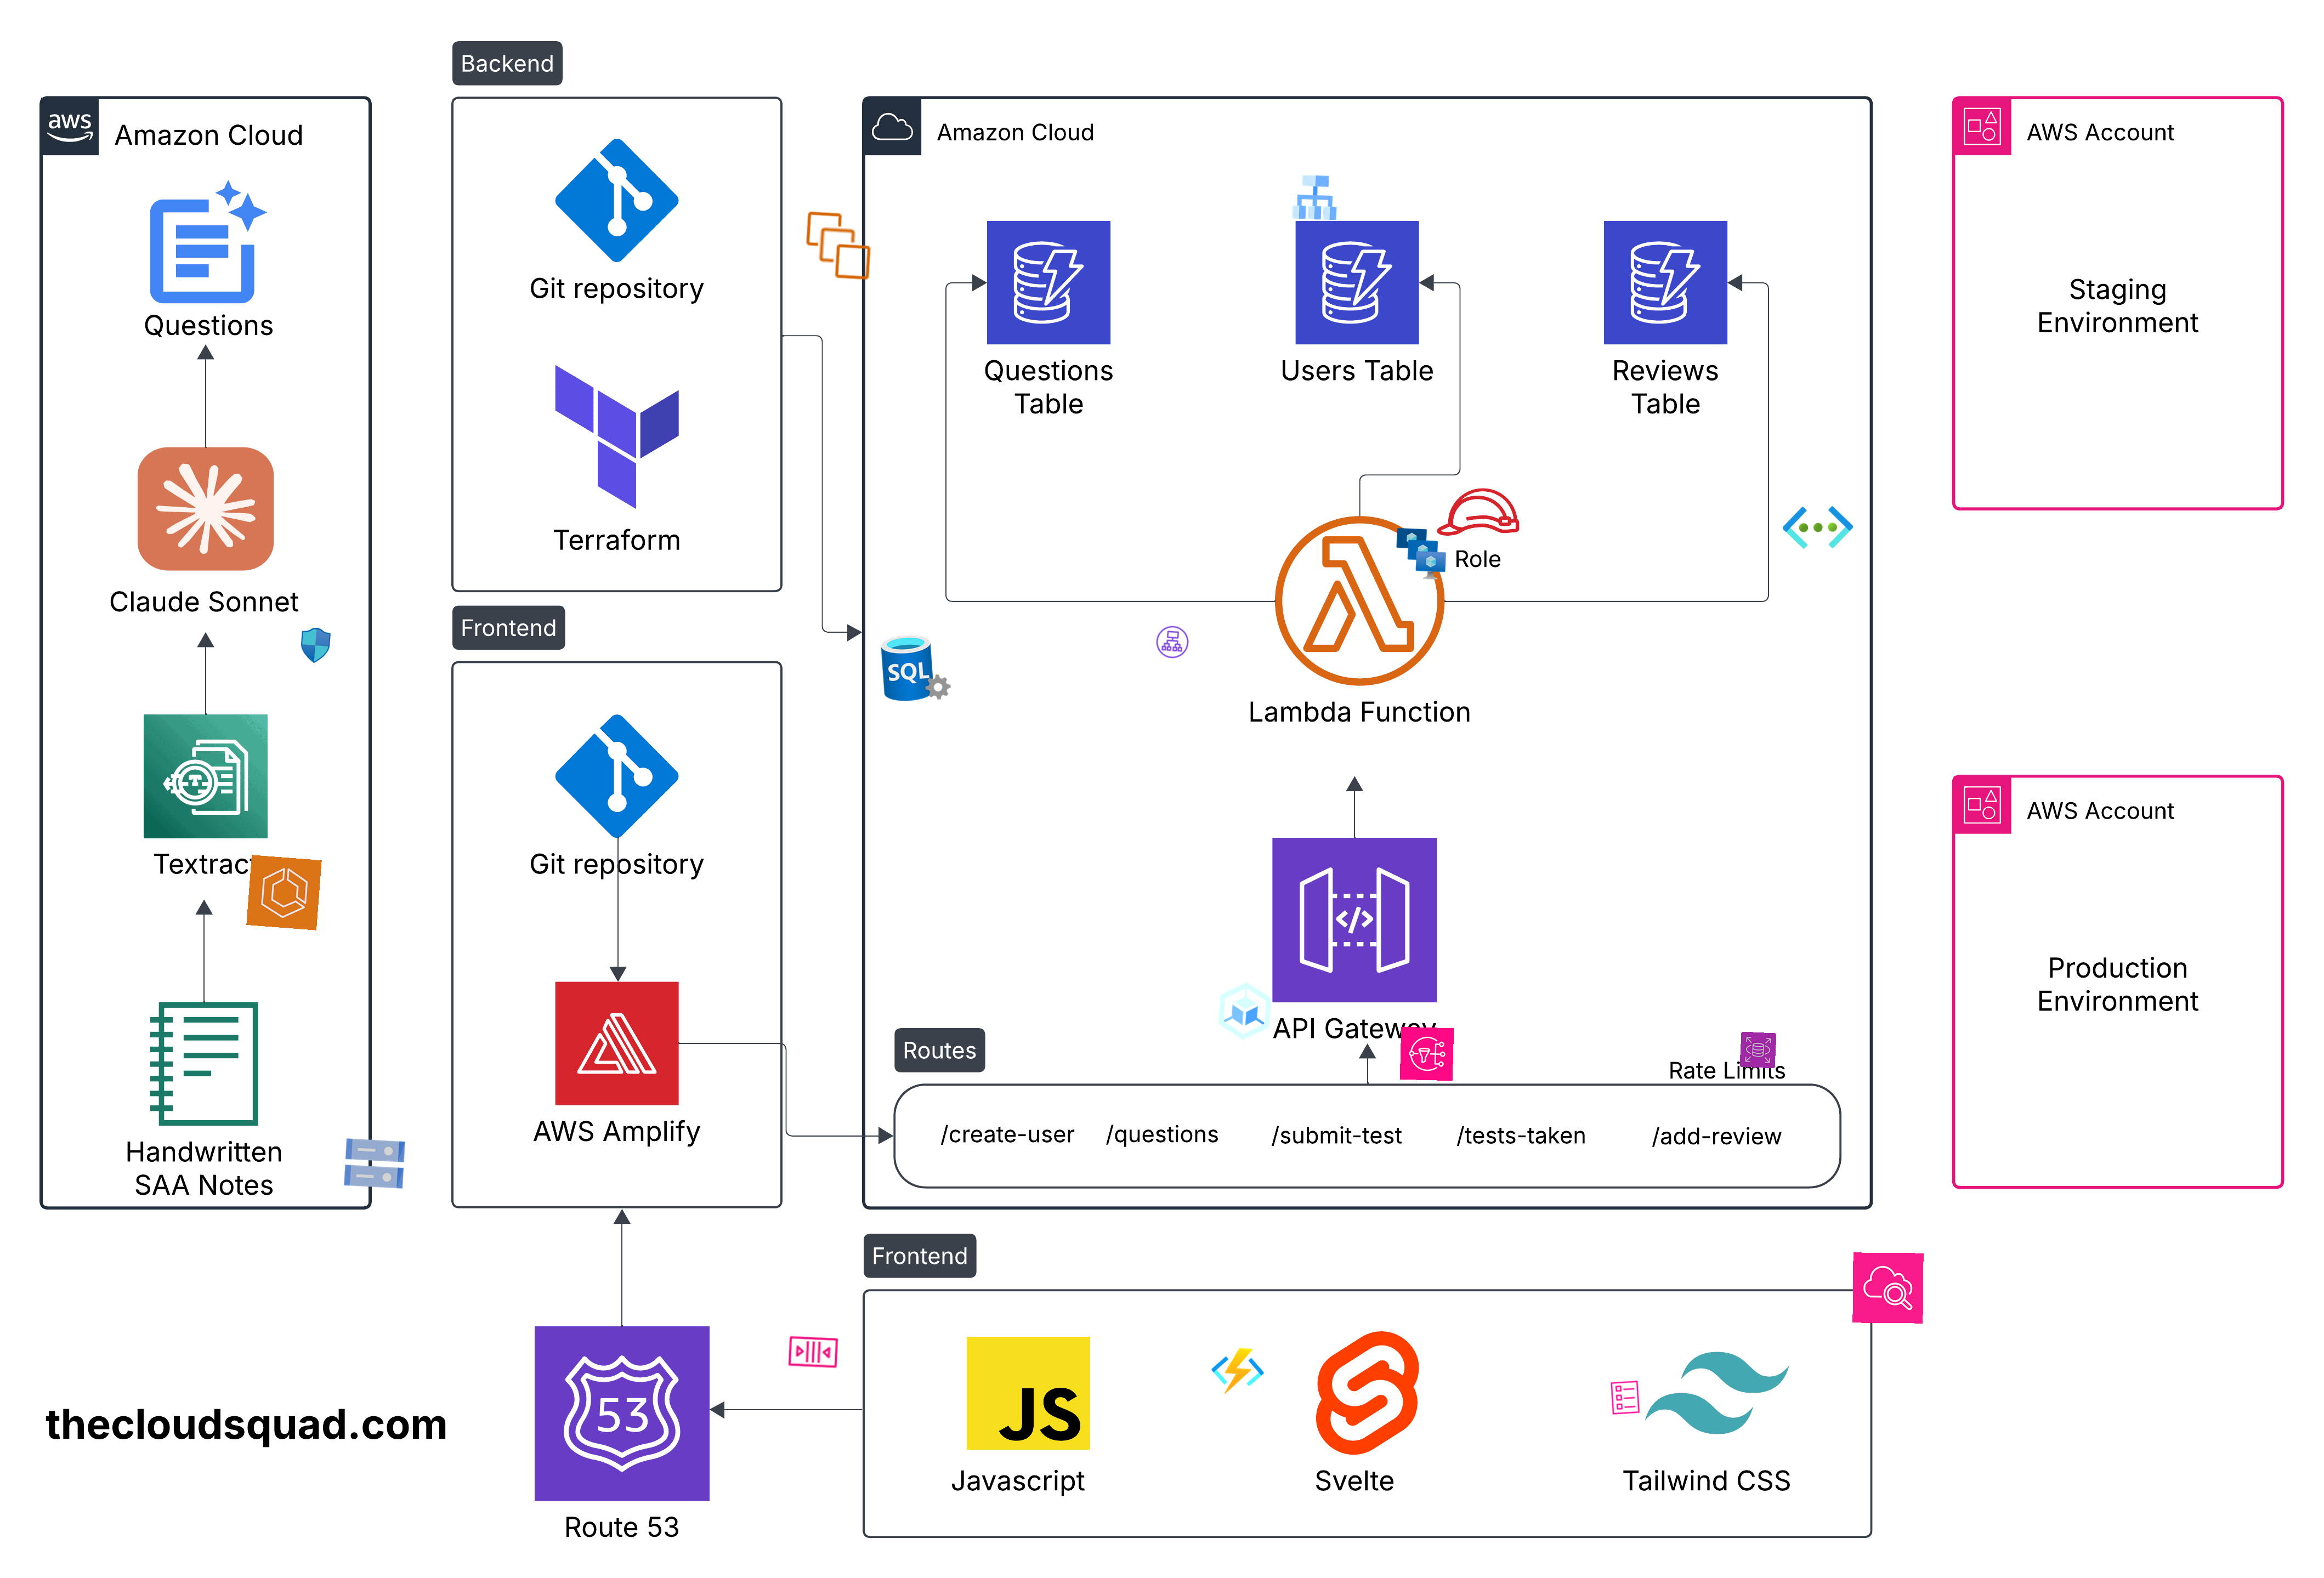 Backend
aws
Amazon Cloud
Questions
Claude Sonnet
Textract
Handwritten
SAA Notes
Git repository
Terraform
Frontend
Git repository
AWS Amplify
Amazon Cloud
Questions
Table
Users Table
Reviews
Table
Role
SQL
Lambda Function
API Gateway
Routes
Rate Limits
/create-user
/questions
/submit-test
/tests-taken
/add-review
AWS Account
Staging
Environment
AWS Account
Production
Environment
Frontend
JS
Javascript
Svelte
Tailwind CSS
53
Route 53
thecloudsquad.com